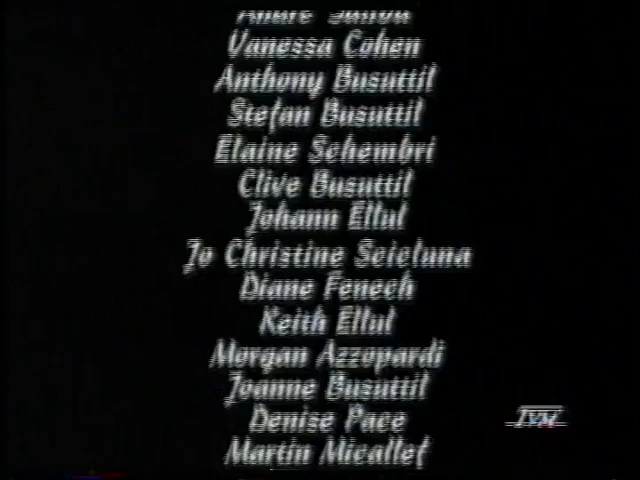 Vanessa Cohen
Anthony Busuttil
Stefan Busuttil
Elaine Schembri
Clive Busuttil
Johann Ellul
Jo Christine Scicluna
Diane Fenech
Keith Ellul
Morgan Azzopardi
Joanne Busuttil
Denise Pace
TVM
Martin Micallef